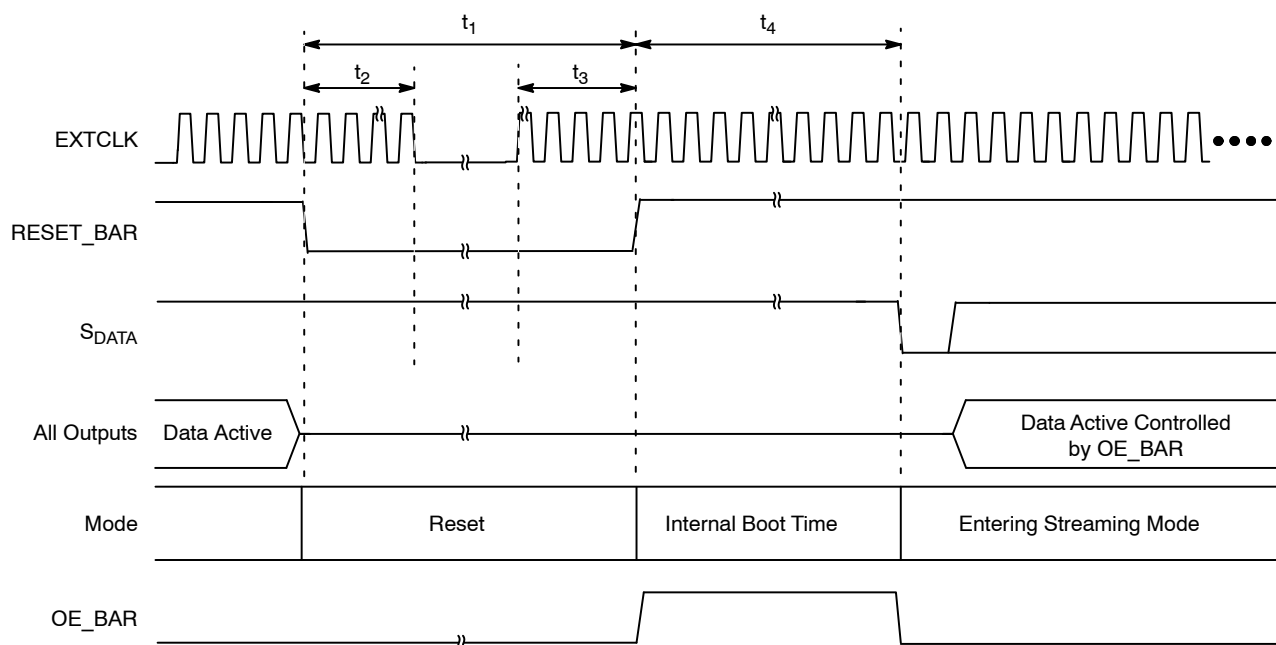 t1
t4
t2
t3
EXTCLK
RESET_BAR
SDATA
All Outputs
Data Active
Data Active Controlled
by OE_BAR
Mode
Reset
Internal Boot Time
Entering Streaming Mode
OE_BAR